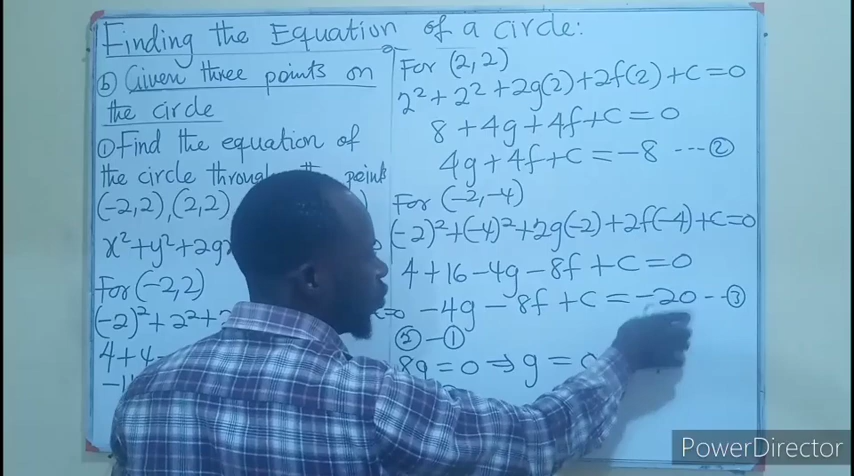 Finding the Equation of a circle:
b Given three points on
the circle
① Find the equation of
the circle through points
(-2,2),(2,2)
x²+y²+2g
For (-2,2)
(-2)²+2²+2
4+4-
For (2,2)
2²+2²+2g(2)+2f(2)+c=0
8+4g+4f+c=0
4g+4f+c=-8 ---②
For (-2,-4)
(-2)²+(-4)²+2g(-2)+2f(-4)+c=0
4+16-4g-8f+c=0
-4g-8f+c=-20--③
②-①
8g=0⇒g=0
PowerDirector